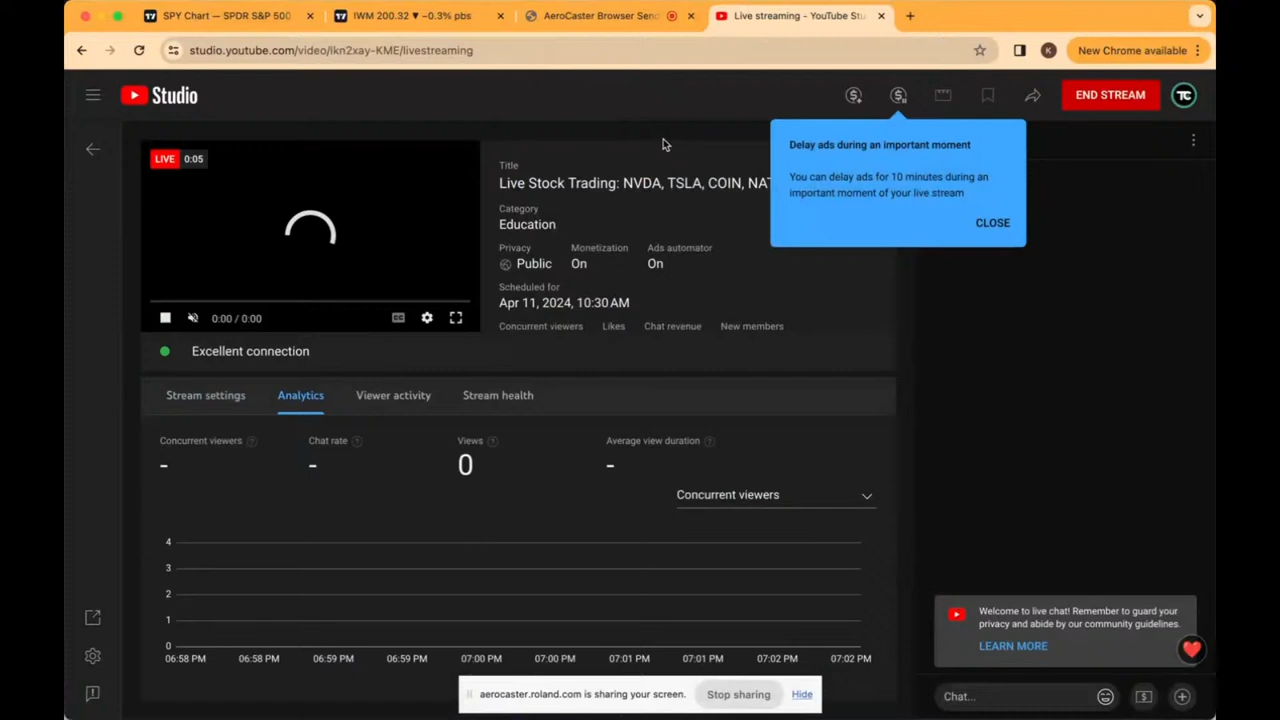 SPY Chart — SPDR S&P 500
IWM 200.32 ▼ −0.3% pbs
AeroCaster Browser Send
Live streaming - YouTube Stu
studio.youtube.com/video/lkn2xay-KME/livestreaming
K
New Chrome available
Studio
END STREAM
TC
LIVE 0:05
0:00 / 0:00
Excellent connection
Title
Live Stock Trading: NVDA, TSLA, COIN, NAT
Category
Education
Privacy Monetization Ads automator
Public On On
Scheduled for
Apr 11, 2024, 10:30 AM
Concurrent viewers Likes Chat revenue New members
Delay ads during an important moment
You can delay ads for 10 minutes during an
important moment of your live stream
CLOSE
Stream settings Analytics Viewer activity Stream health
Concurrent viewers Chat rate Views Average view duration
- - 0 -
Concurrent viewers
4
3
2
1
0
06:58 PM 06:58 PM 06:59 PM 06:59 PM 07:00 PM 07:00 PM 07:01 PM 07:01 PM 07:02 PM 07:02 PM
Welcome to live chat! Remember to guard your
privacy and abide by our community guidelines.
LEARN MORE
Chat...
aerocaster.roland.com is sharing your screen. Stop sharing Hide